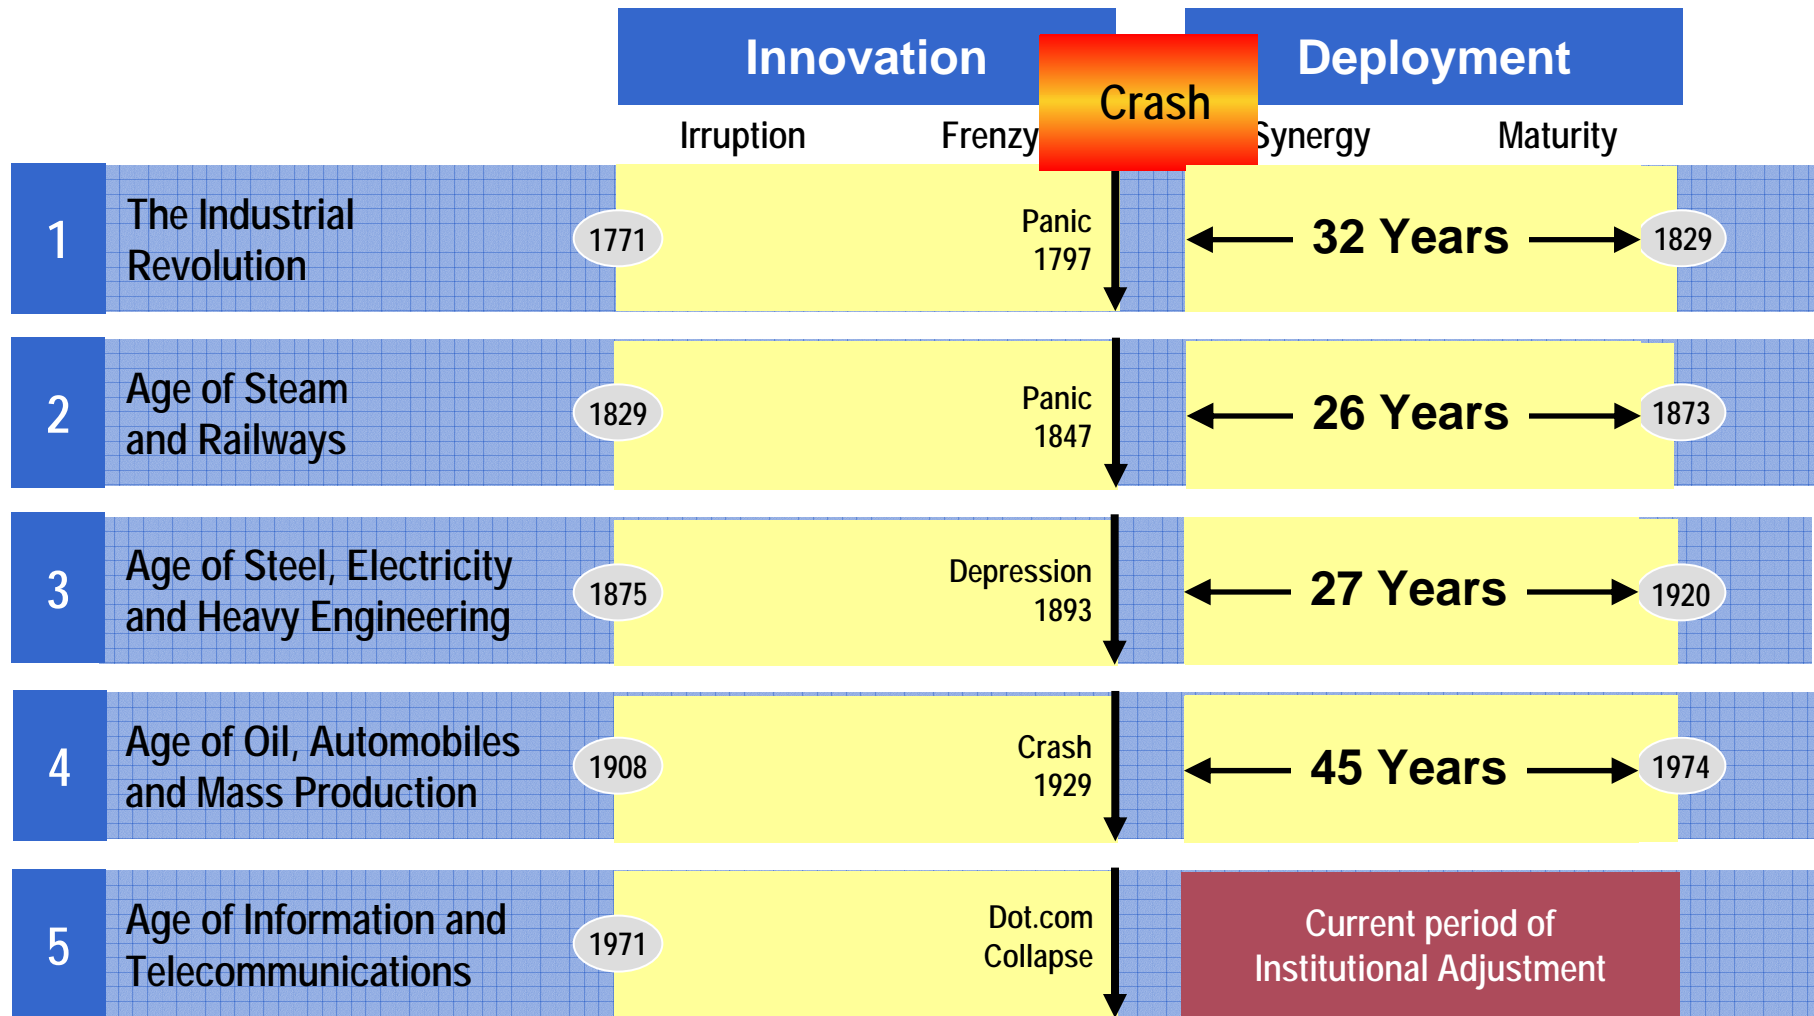 Innovation
Crash
Deployment
Irruption
Frenzy
Synergy
Maturity
1
The Industrial
Revolution
1771
Panic
1797
32 Years
1829
2
Age of Steam
and Railways
1829
Panic
1847
26 Years
1873
3
Age of Steel, Electricity
and Heavy Engineering
1875
Depression
1893
27 Years
1920
4
Age of Oil, Automobiles
and Mass Production
1908
Crash
1929
45 Years
1974
5
Age of Information and
Telecommunications
1971
Dot.com
Collapse
Current period of
Institutional Adjustment